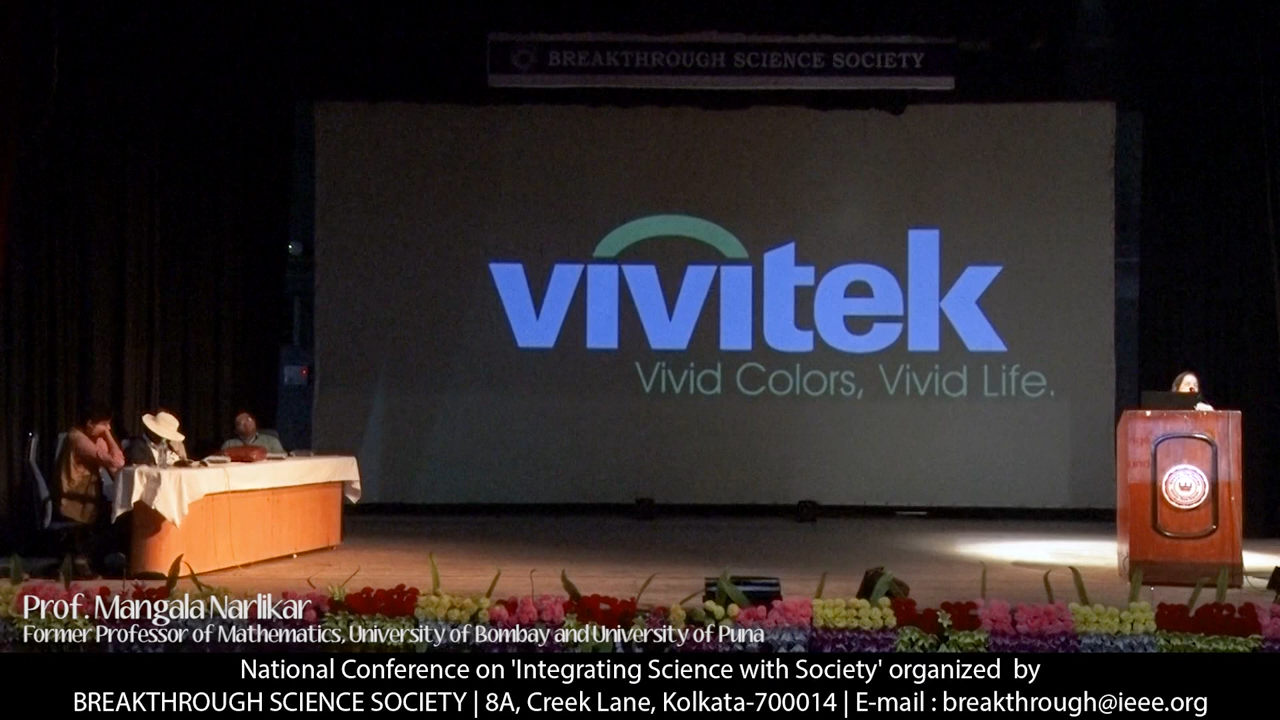 BREAKTHROUGH SCIENCE SOCIETY
vivitek
Vivid Colors, Vivid Life.
Prof. Mangala Narlikar
Former Professor of Mathematics, University of Bombay and University of Puna
National Conference on 'Integrating Science with Society' organized by
BREAKTHROUGH SCIENCE SOCIETY | 8A, Creek Lane, Kolkata-700014 | E-mail : breakthrough@ieee.org